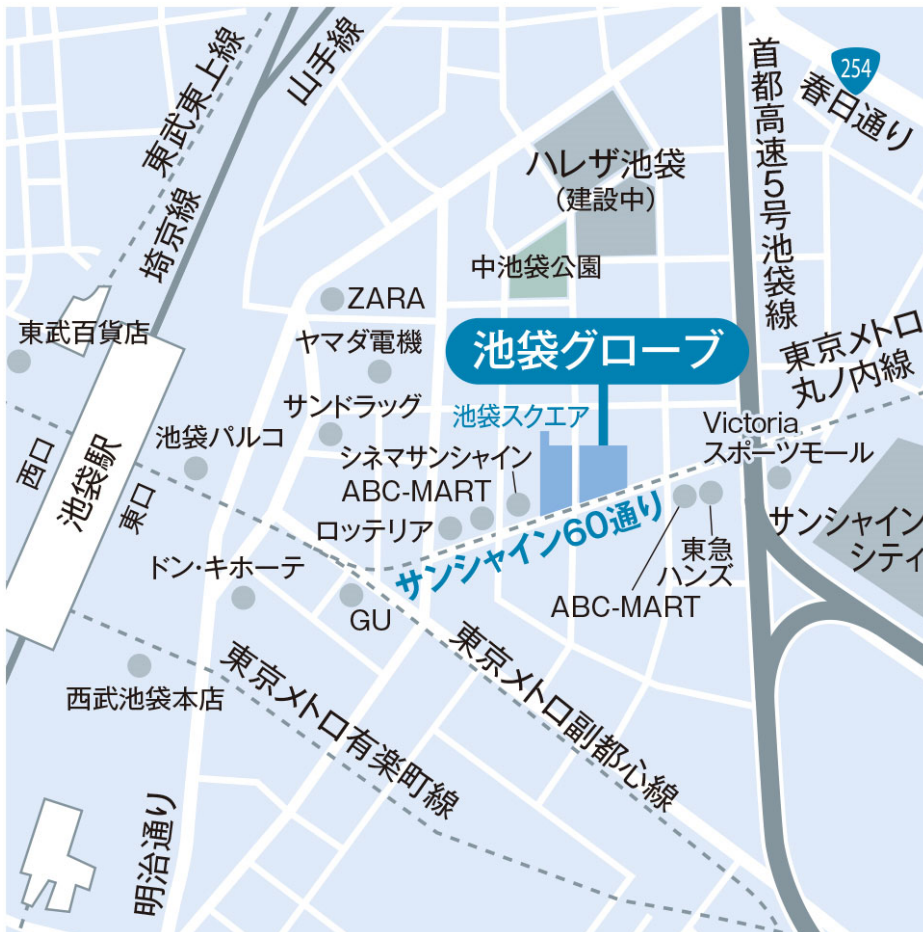 254
春日通り
首都高速5号池袋線
山手線
東武東上線
埼京線
ハレザ池袋
(建設中)
中池袋公園
ZARA
東武百貨店
ヤマダ電機
池袋グローブ
東京メトロ
丸ノ内線
サンドラッグ
池袋スクエア
Victoria
スポーツモール
池袋パルコ
シネマサンシャイン
ABC-MART
西口
池袋駅
東口
ロッテリア
サンシャイン60通り
サンシャイン
シティ
東急
ハンズ
ABC-MART
ドン・キホーテ
GU
西武池袋本店
東京メトロ有楽町線
東京メトロ副都心線
明治通り